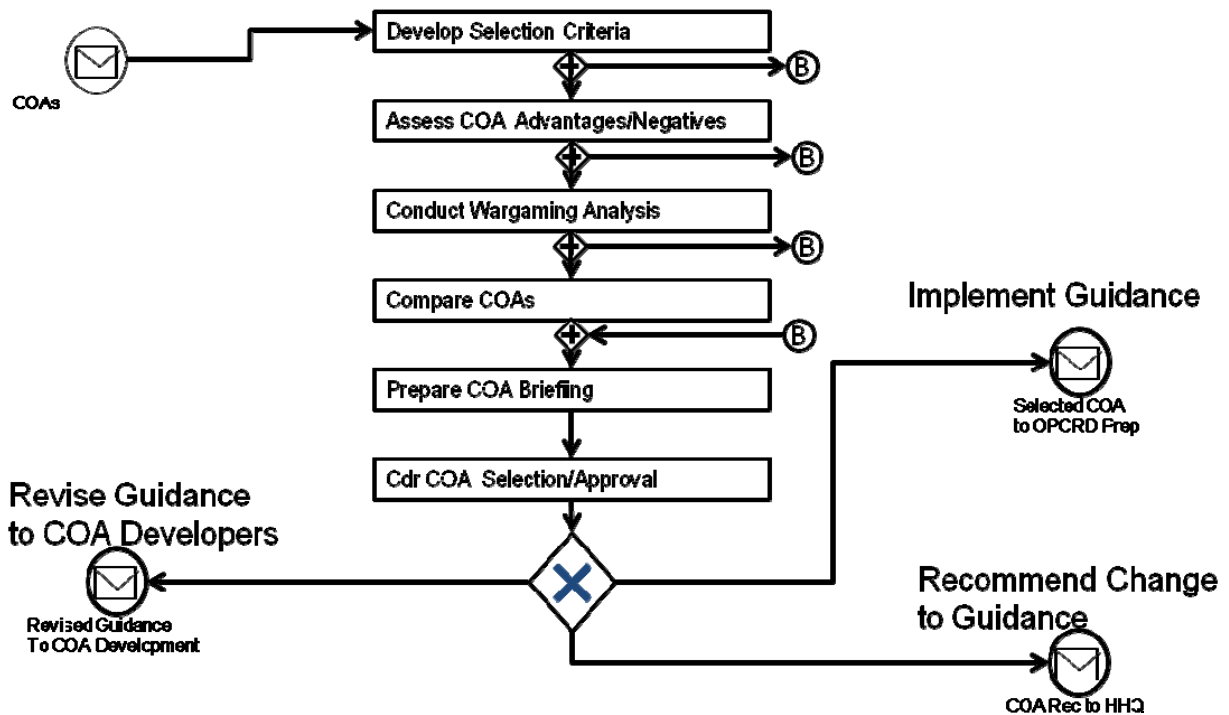 Develop Selection Criteria
B
COAs
Assess COA Advantages/Negatives
B
Conduct Wargaming Analysis
B
Compare COAs
Implement Guidance
B
Prepare COA Briefiing
Selected COA
to OPCRD Prep
Cdr COA Selection/Approval
Revise Guidance
to COA Developers
Recommend Change
to Guidance
Revised Guidance
To COA Development
COA Rec to HHQ